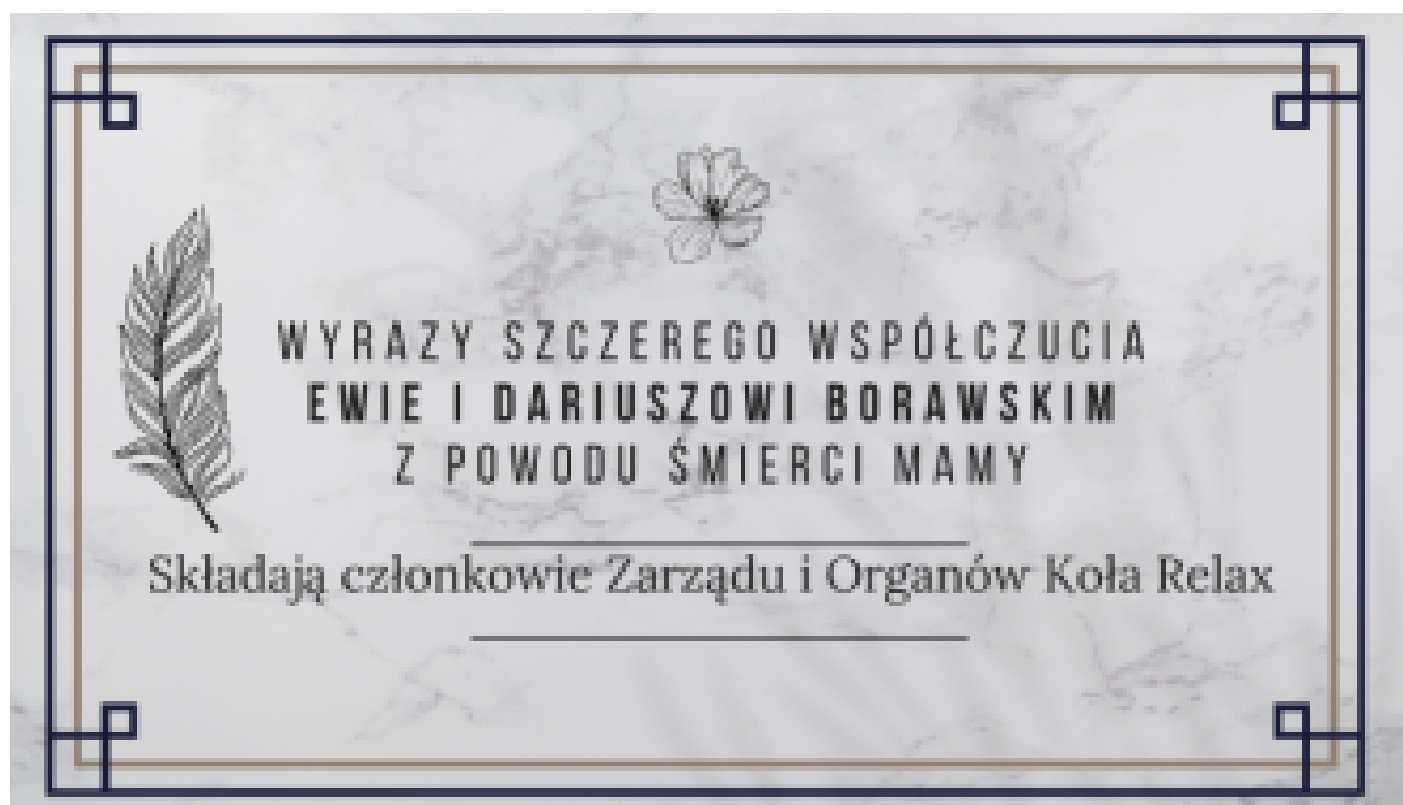 WYRAZY SZCZEREGO WSPÓŁCZUCIA
EWIE I DARIUSZOWI BORAWSKIM
Z POWODU ŚMIERCI MAMY
Składają członkowie Zarządu i Organów Koła Relax